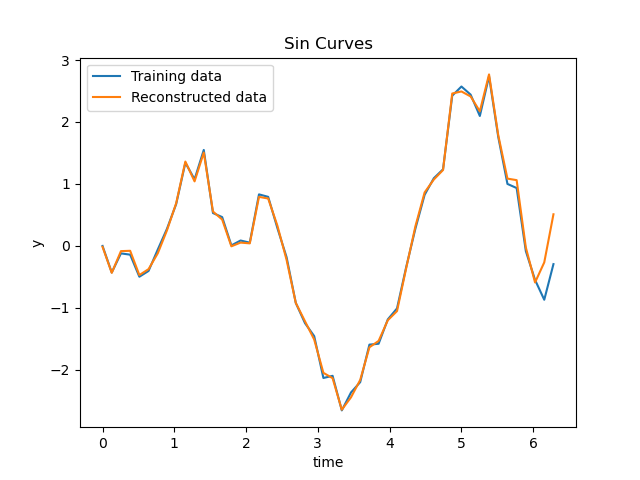 Sin Curves
Training data
Reconstructed data
3
2
1
0
−1
−2
y
0 1 2 3 4 5 6
time